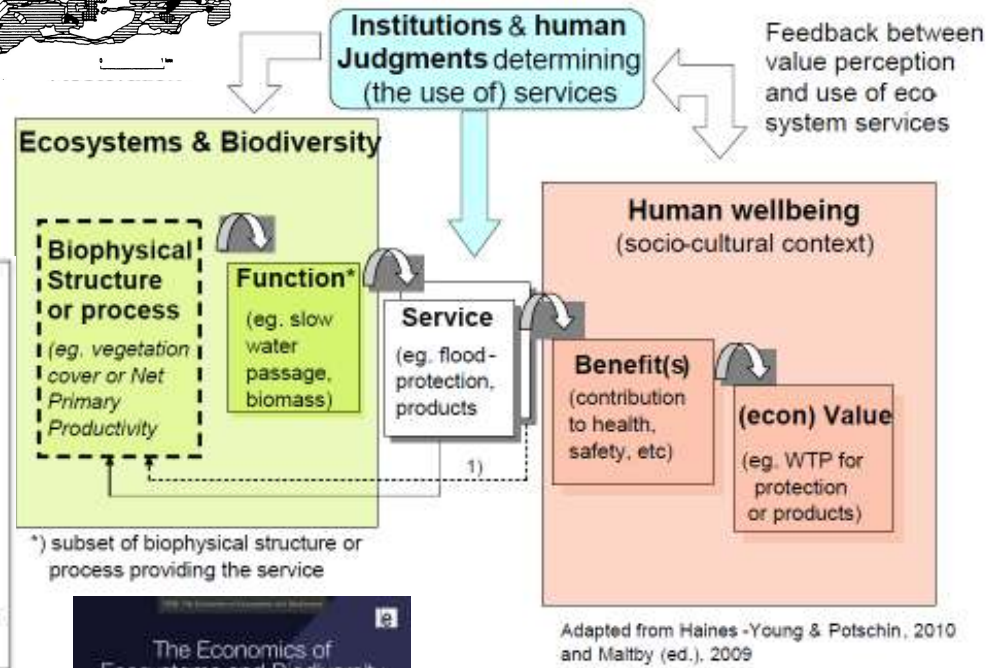 Institutions & human
Judgments determining
(the use of) services
Feedback between
value perception
and use of eco-
system services
Ecosystems & Biodiversity
Human wellbeing
(socio-cultural context)
Biophysical
Structure
or process
(eg. vegetation
cover or Net
Primary
Productivity
Function*
(eg. slow
water
passage,
biomass)
Service
(eg. flood-
protection,
products
Benefit(s)
(contribution
to health,
safety, etc)
(econ) Value
(eg. WTP for
protection
or products)
1)
*) subset of biophysical structure or
process providing the service
Adapted from Haines -Young & Potschin, 2010
and Maltby (ed.), 2009
The Economics of
Ecosystems and Biodiversity